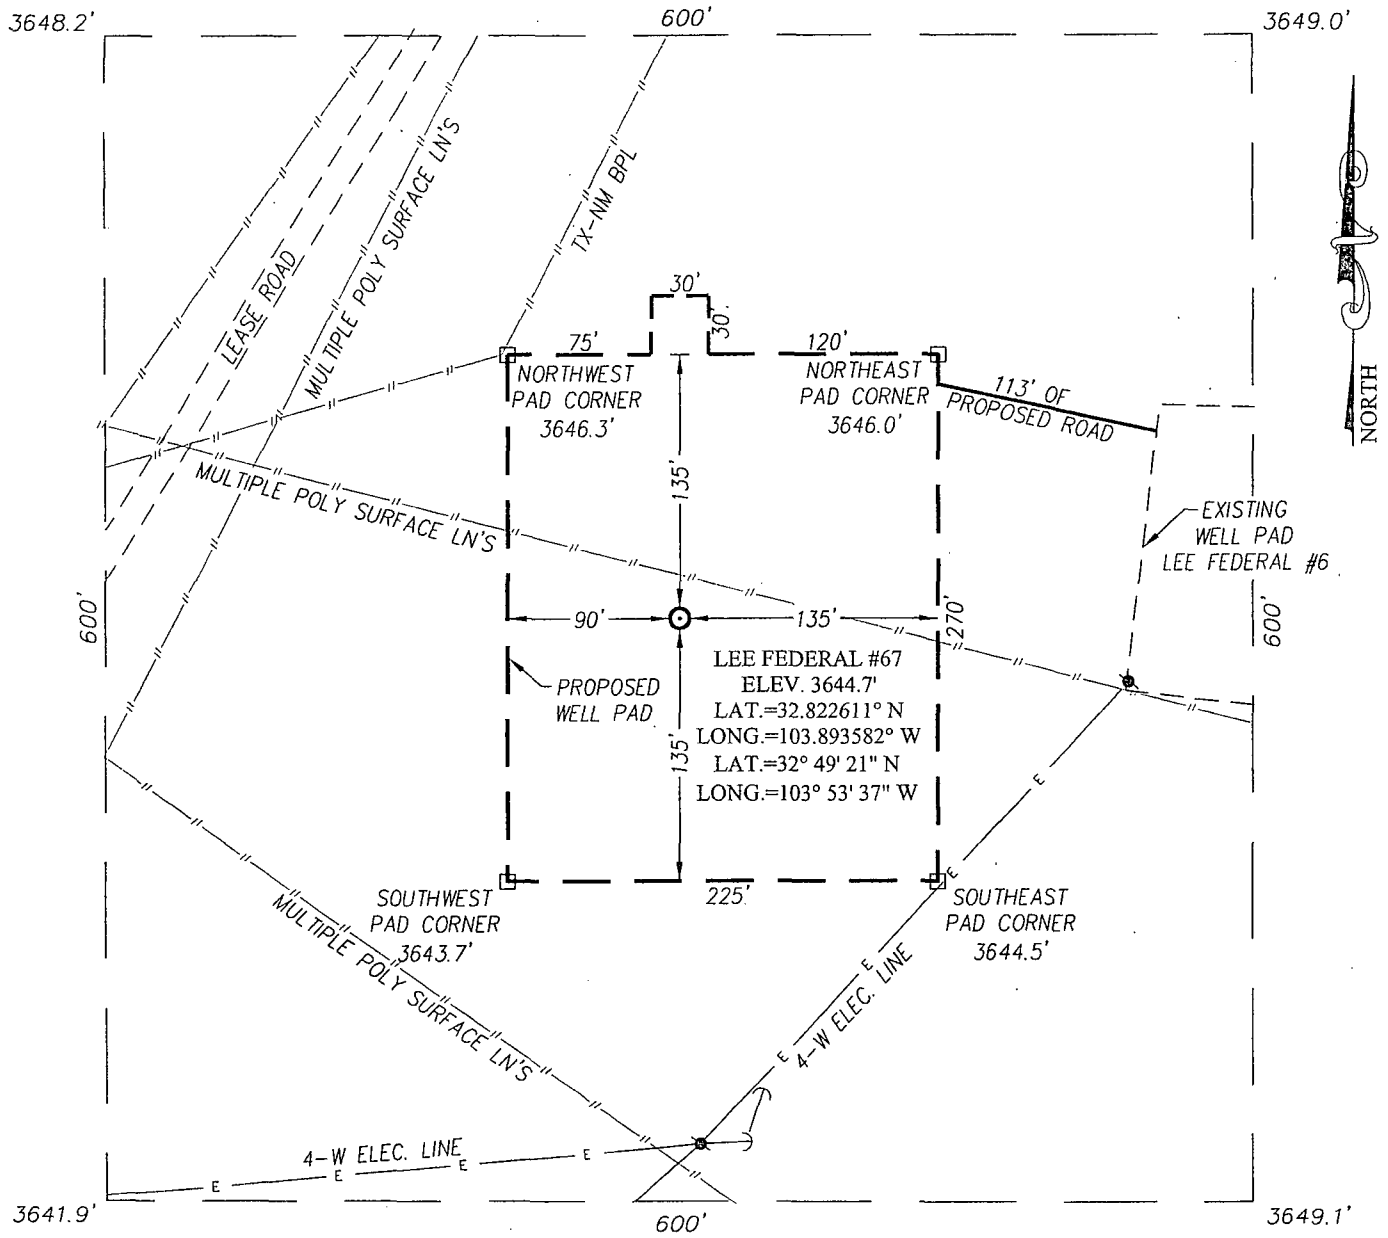 3648.2'
600'
3649.0'
MULTIPLE POLY SURFACE LN'S
LEASE ROAD
TX-NM BPL
NORTH
30'
30'
75'
120'
NORTHWEST
PAD CORNER
3646.3'
NORTHEAST
PAD CORNER
3646.0'
113' OF
PROPOSED ROAD
MULTIPLE POLY SURFACE LN'S
135'
EXISTING
WELL PAD
LEE FEDERAL #6
600'
90'
135'
270'
600'
PROPOSED
WELL PAD
LEE FEDERAL #67
ELEV. 3644.7'
LAT.=32.822611° N
LONG.=103.893582° W
LAT.=32° 49' 21" N
LONG.=103° 53' 37" W
135'
225'
SOUTHWEST
PAD CORNER
3643.7'
SOUTHEAST
PAD CORNER
3644.5'
MULTIPLE POLY SURFACE LN'S
E
E
E
E
4-W ELEC. LINE
4-W ELEC. LINE
E
E
E
E
3641.9'
600'
3649.1'